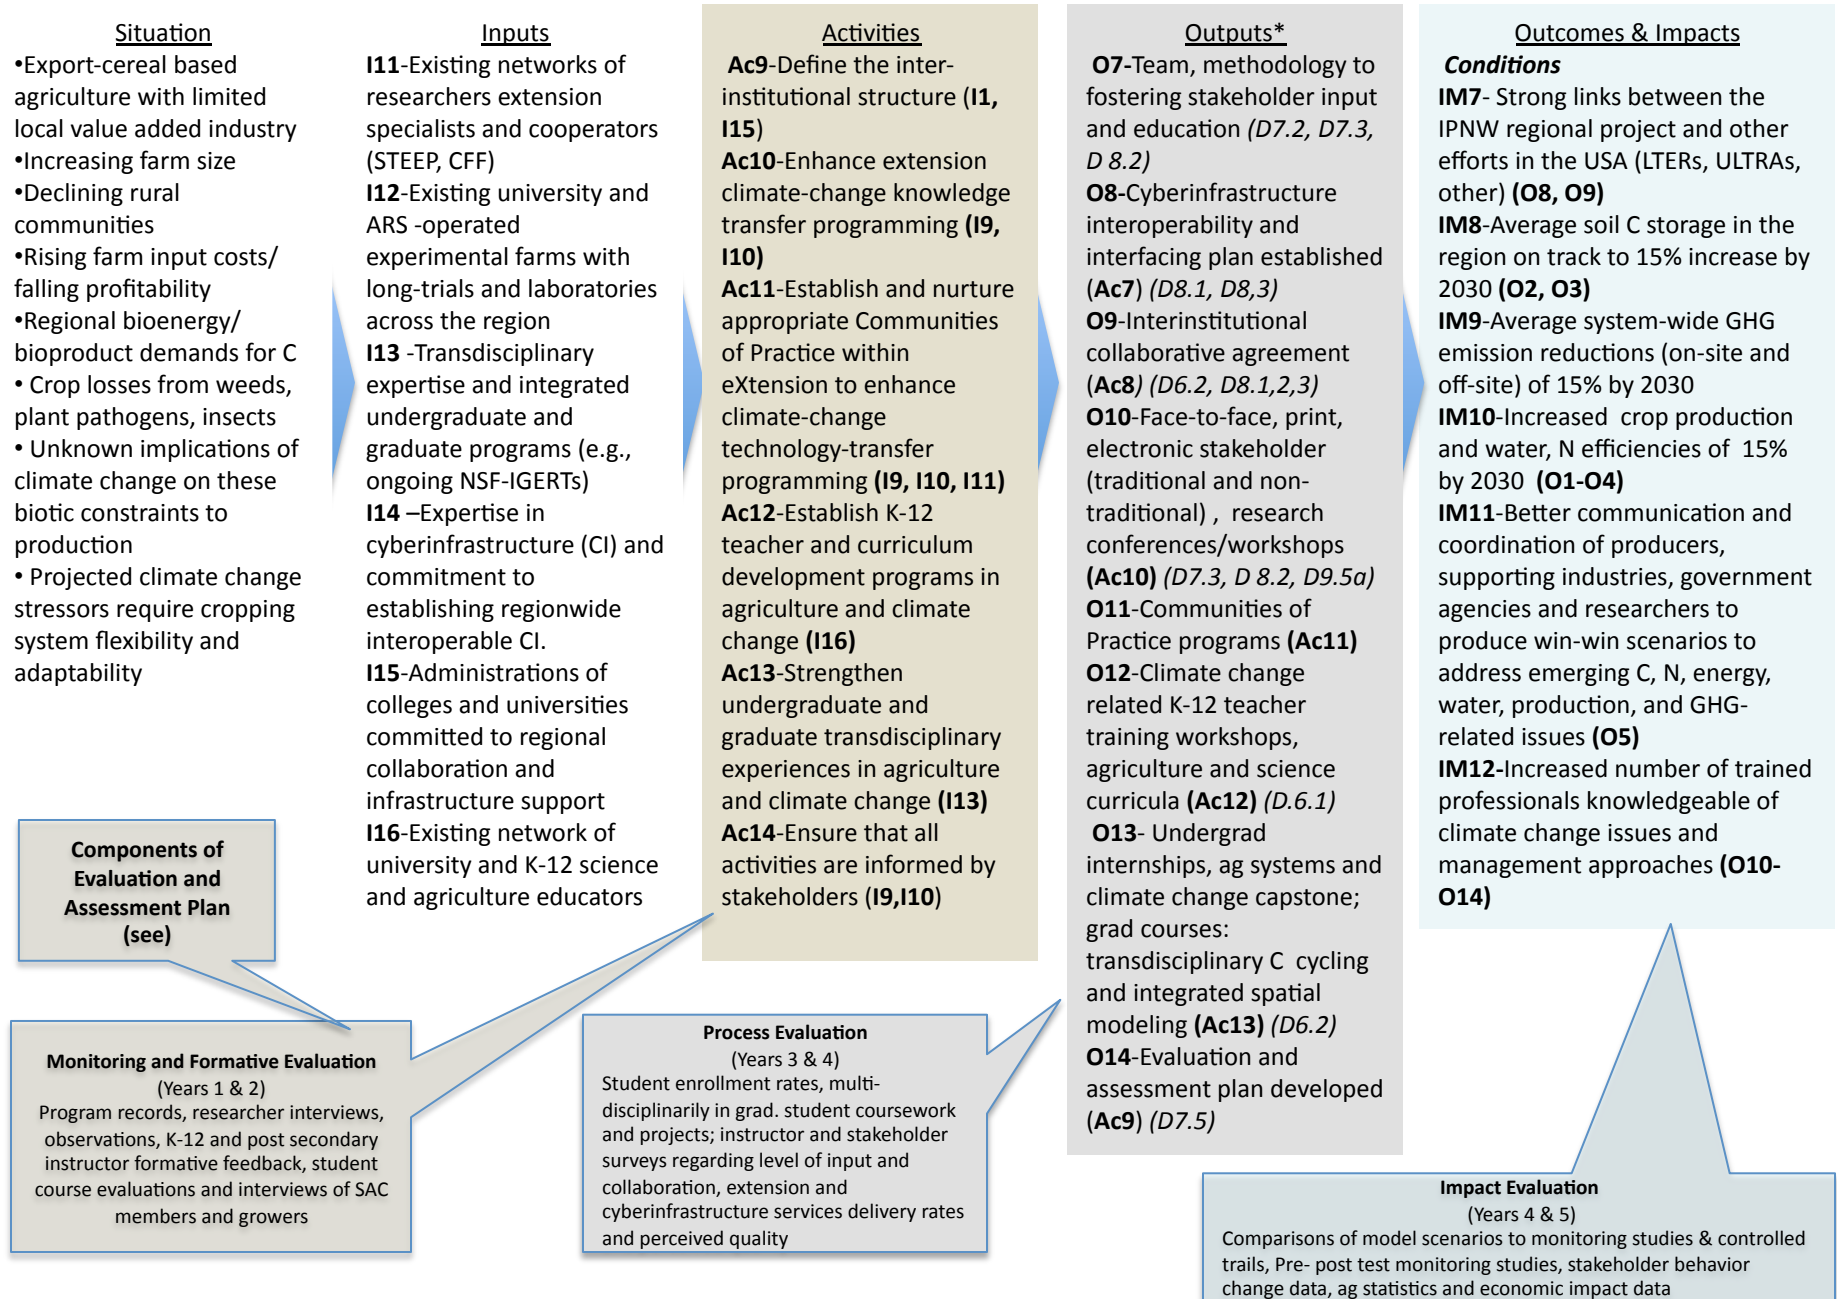 Situation
•Export-cereal based
agriculture with limited
local value added industry
•Increasing farm size
•Declining rural
communities
•Rising farm input costs/
falling profitability
•Regional bioenergy/
bioproduct demands for C
• Crop losses from weeds,
plant pathogens, insects
• Unknown implications of
climate change on these
biotic constraints to
production
• Projected climate change
stressors require cropping
system flexibility and
adaptability
Inputs
I11-Existing networks of
researchers extension
specialists and cooperators
(STEEP, CFF)
I12-Existing university and
ARS -operated
experimental farms with
long-trials and laboratories
across the region
I13 -Transdisciplinary
expertise and integrated
undergraduate and
graduate programs (e.g.,
ongoing NSF-IGERTs)
I14 –Expertise in
cyberinfrastructure (CI) and
commitment to
establishing regionwide
interoperable CI.
I15-Administrations of
colleges and universities
committed to regional
collaboration and
infrastructure support
I16-Existing network of
university and K-12 science
and agriculture educators
Activities
Ac9-Define the inter-
institutional structure (I1,
I15)
Ac10-Enhance extension
climate-change knowledge
transfer programming (I9,
I10)
Ac11-Establish and nurture
appropriate Communities
of Practice within
eXtension to enhance
climate-change
technology-transfer
programming (I9, I10, I11)
Ac12-Establish K-12
teacher and curriculum
development programs in
agriculture and climate
change (I16)
Ac13-Strengthen
undergraduate and
graduate transdisciplinary
experiences in agriculture
and climate change (I13)
Ac14-Ensure that all
activities are informed by
stakeholders (I9,I10)
Outputs*
O7-Team, methodology to
fostering stakeholder input
and education (D7.2, D7.3,
D 8.2)
O8-Cyberinfrastructure
interoperability and
interfacing plan established
(Ac7) (D8.1, D8,3)
O9-Interinstitutional
collaborative agreement
(Ac8) (D6.2, D8.1,2,3)
O10-Face-to-face, print,
electronic stakeholder
(traditional and non-
traditional) , research
conferences/workshops
(Ac10) (D7.3, D 8.2, D9.5a)
O11-Communities of
Practice programs (Ac11)
O12-Climate change
related K-12 teacher
training workshops,
agriculture and science
curricula (Ac12) (D.6.1)
O13- Undergrad
internships, ag systems and
climate change capstone;
grad courses:
transdisciplinary C cycling
and integrated spatial
modeling (Ac13) (D6.2)
O14-Evaluation and
assessment plan developed
(Ac9) (D7.5)
Outcomes & Impacts
Conditions
IM7- Strong links between the
IPNW regional project and other
efforts in the USA (LTERs, ULTRAs,
other) (O8, O9)
IM8-Average soil C storage in the
region on track to 15% increase by
2030 (O2, O3)
IM9-Average system-wide GHG
emission reductions (on-site and
off-site) of 15% by 2030
IM10-Increased crop production
and water, N efficiencies of 15%
by 2030 (O1-O4)
IM11-Better communication and
coordination of producers,
supporting industries, government
agencies and researchers to
produce win-win scenarios to
address emerging C, N, energy,
water, production, and GHG-
related issues (O5)
IM12-Increased number of trained
professionals knowledgeable of
climate change issues and
management approaches (O10-
O14)
Components of
Evaluation and
Assessment Plan
(see)
Monitoring and Formative Evaluation
(Years 1 & 2)
Program records, researcher interviews,
observations, K-12 and post secondary
instructor formative feedback, student
course evaluations and interviews of SAC
members and growers
Process Evaluation
(Years 3 & 4)
Student enrollment rates, multi-
disciplinarily in grad. student coursework
and projects; instructor and stakeholder
surveys regarding level of input and
collaboration, extension and
cyberinfrastructure services delivery rates
and perceived quality
Impact Evaluation
(Years 4 & 5)
Comparisons of model scenarios to monitoring studies & controlled
trails, Pre- post test monitoring studies, stakeholder behavior
change data, ag statistics and economic impact data